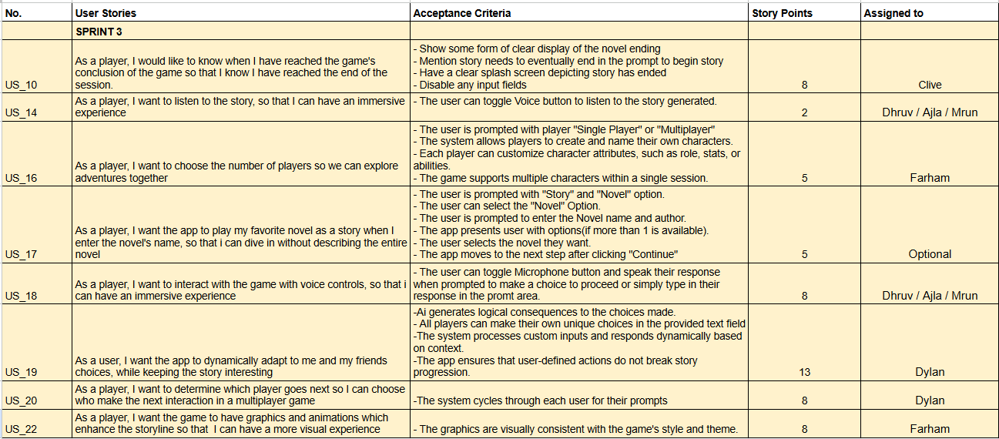 No. User Stories Acceptance Criteria Story Points Assigned to
SPRINT 3
US_10
As a player, I would like to know when I have reached the game's
conclusion of the game so that I know I have reached the end of the
session.
- Show some form of clear display of the novel ending
- Mention story needs to eventually end in the prompt to begin story
- Have a clear splash screen depicting story has ended
- Disable any input fields
8
Clive
US_14
As a player, I want to listen to the story, so that I can have an immersive
experience
- The user can toggle Voice button to listen to the story generated.
2
Dhruv / Ajla / Mrun
US_16
As a player, I want to choose the number of players so we can explore
adventures together
- The user is prompted with player "Single Player" or "Multiplayer"
- The system allows players to create and name their own characters.
- Each player can customize character attributes, such as role, stats, or
abilities.
- The game supports multiple characters within a single session.
5
Farham
US_17
As a player, I want the app to play my favorite novel as a story when I
enter the novel's name, so that i can dive in without describing the entire
novel
- The user is prompted with "Story" and "Novel" option.
- The user can select the "Novel" Option.
- The user is prompted to enter the Novel name and author.
- The app presents user with options(if more than 1 is available).
- The user selects the novel they want.
- The app moves to the next step after clicking "Continue"
5
Optional
US_18
As a player, I want to interact with the game with voice controls, so that i
can have an immersive experience
- The user can toggle Microphone button and speak their response
when prompted to make a choice to proceed or simply type in their
response in the promt area.
8
Dhruv / Ajla / Mrun
US_19
As a user, I want the app to dynamically adapt to me and my friends
choices, while keeping the story interesting
-Ai generates logical consequences to the choices made.
- All players can make their own unique choices in the provided text field
-The system processes custom inputs and responds dynamically based
on context.
-The app ensures that user-defined actions do not break story
progression.
13
Dylan
US_20
As a player, I want to determine which player goes next so I can choose
who make the next interaction in a multiplayer game
-The system cycles through each user for their prompts
8
Dylan
US_22
As a player, I want the game to have graphics and animations which
enhance the storyline so that I can have a more visual experience
- The graphics are visually consistent with the game's style and theme.
8
Farham